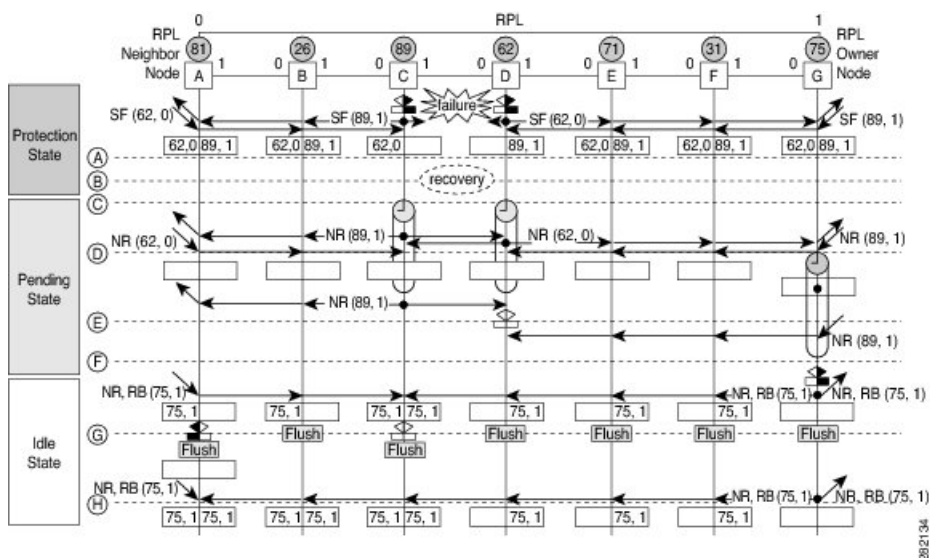 0 RPL 1
RPL Neighbor Node
RPL Owner Node
81 26 89 62 71 31 75
0 1 0 1 0 1 0 1 0 1 0
A B C D E F G
Protection State
failure
SF (62, 0) SF (89, 1) SF (62, 0) SF (89, 1)
62,0 89, 1 62,0 89, 1 62,0 89, 1 62,0 89, 1 62,0 89, 1 62,0 89, 1
A
B recovery
C
Pending State
NR (62, 0) NR (89, 1) NR (62, 0) NR (89, 1)
D
NR (89, 1)
E
NR (89, 1)
F
Idle State
NR, RB (75, 1) NR, RB (75, 1) NR, RB (75, 1)
75, 1 75, 1 75, 1 75, 1 75, 1 75, 1 75, 1
G
Flush Flush Flush Flush Flush Flush Flush
NR, RB (75, 1) NR, RB (75, 1) NR, RB (75, 1)
H
75, 1 75, 1 75, 1 75, 1 75, 1 75, 1 75, 1 75, 1 75, 1
282134